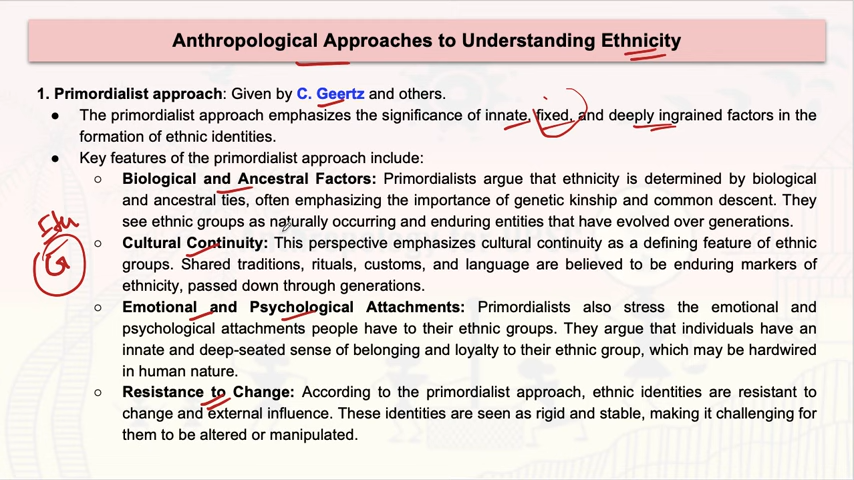 Anthropological Approaches to Understanding Ethnicity
1. Primordialist approach: Given by C. Geertz and others.
● The primordialist approach emphasizes the significance of innate, fixed, and deeply ingrained factors in the
formation of ethnic identities.
● Key features of the primordialist approach include:
○ Biological and Ancestral Factors: Primordialists argue that ethnicity is determined by biological
and ancestral ties, often emphasizing the importance of genetic kinship and common descent. They
see ethnic groups as naturally occurring and enduring entities that have evolved over generations.
○ Cultural Continuity: This perspective emphasizes cultural continuity as a defining feature of ethnic
groups. Shared traditions, rituals, customs, and language are believed to be enduring markers of
ethnicity, passed down through generations.
○ Emotional and Psychological Attachments: Primordialists also stress the emotional and
psychological attachments people have to their ethnic groups. They argue that individuals have an
innate and deep-seated sense of belonging and loyalty to their ethnic group, which may be hardwired
in human nature.
○ Resistance to Change: According to the primordialist approach, ethnic identities are resistant to
change and external influence. These identities are seen as rigid and stable, making it challenging for
them to be altered or manipulated.